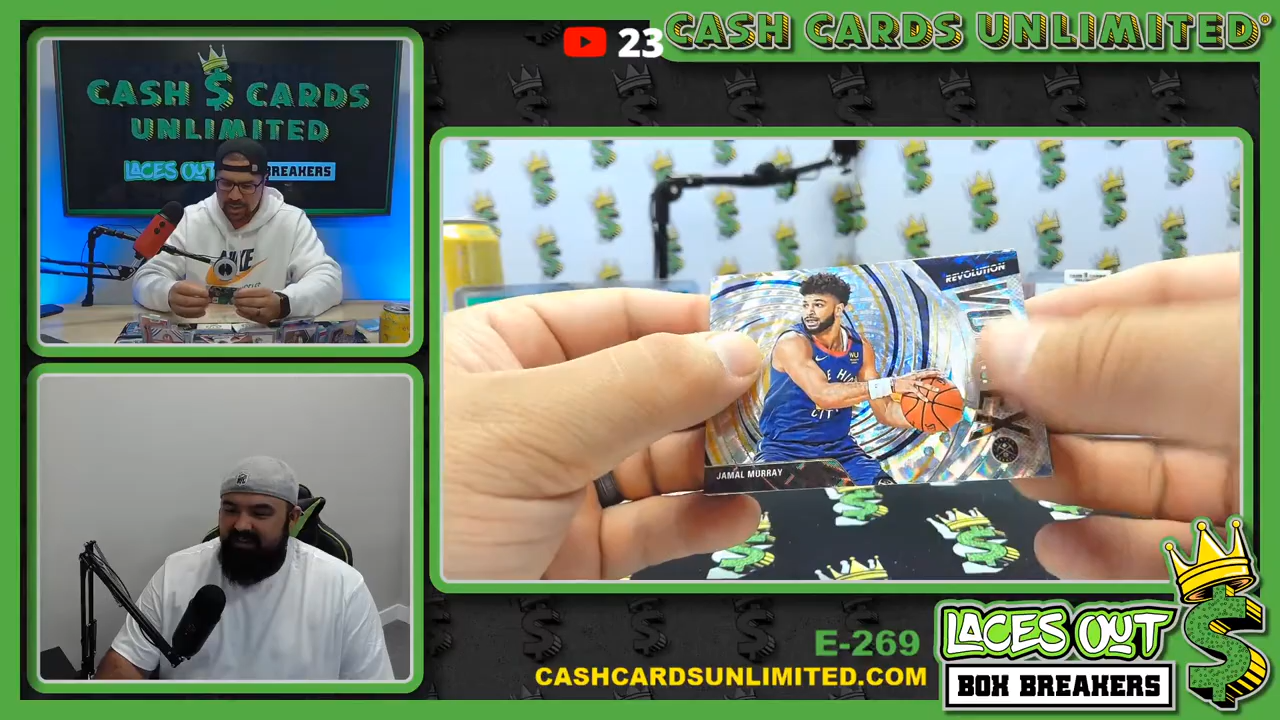 23
CASH CARDS UNLIMITED®
CASH $ CARDS
UNLIMITED
LACES OUT
BREAKERS
REVOLUTION
JAMAL MURRAY
E-269
CASHCARDSUNLIMITED.COM
LACES OUT
BOX BREAKERS